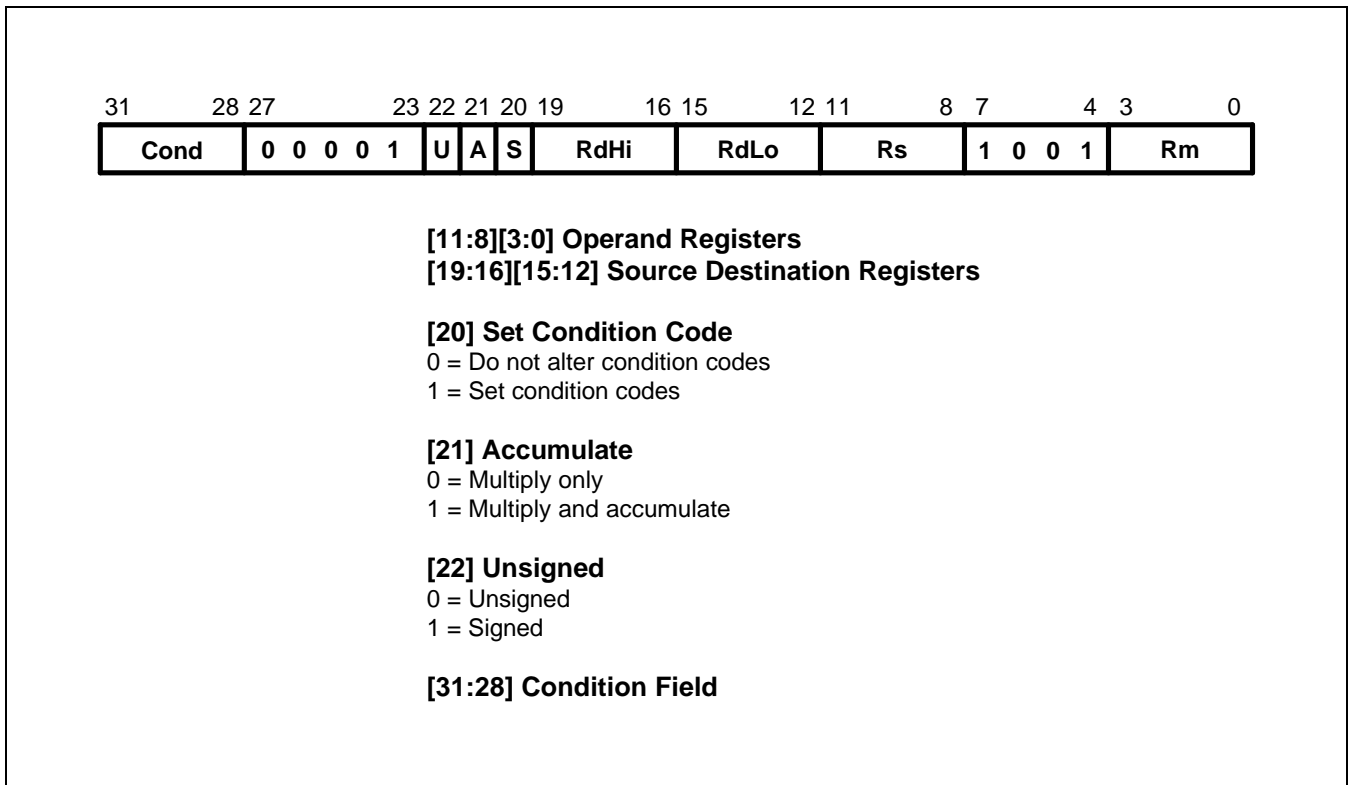 31 28 27 23 22 21 20 19 16 15 12 11 8 7 4 3 0
Cond 0 0 0 0 1 U A S RdHi RdLo Rs 1 0 0 1 Rm
[11:8][3:0] Operand Registers
[19:16][15:12] Source Destination Registers
[20] Set Condition Code
0 = Do not alter condition codes
1 = Set condition codes
[21] Accumulate
0 = Multiply only
1 = Multiply and accumulate
[22] Unsigned
0 = Unsigned
1 = Signed
[31:28] Condition Field